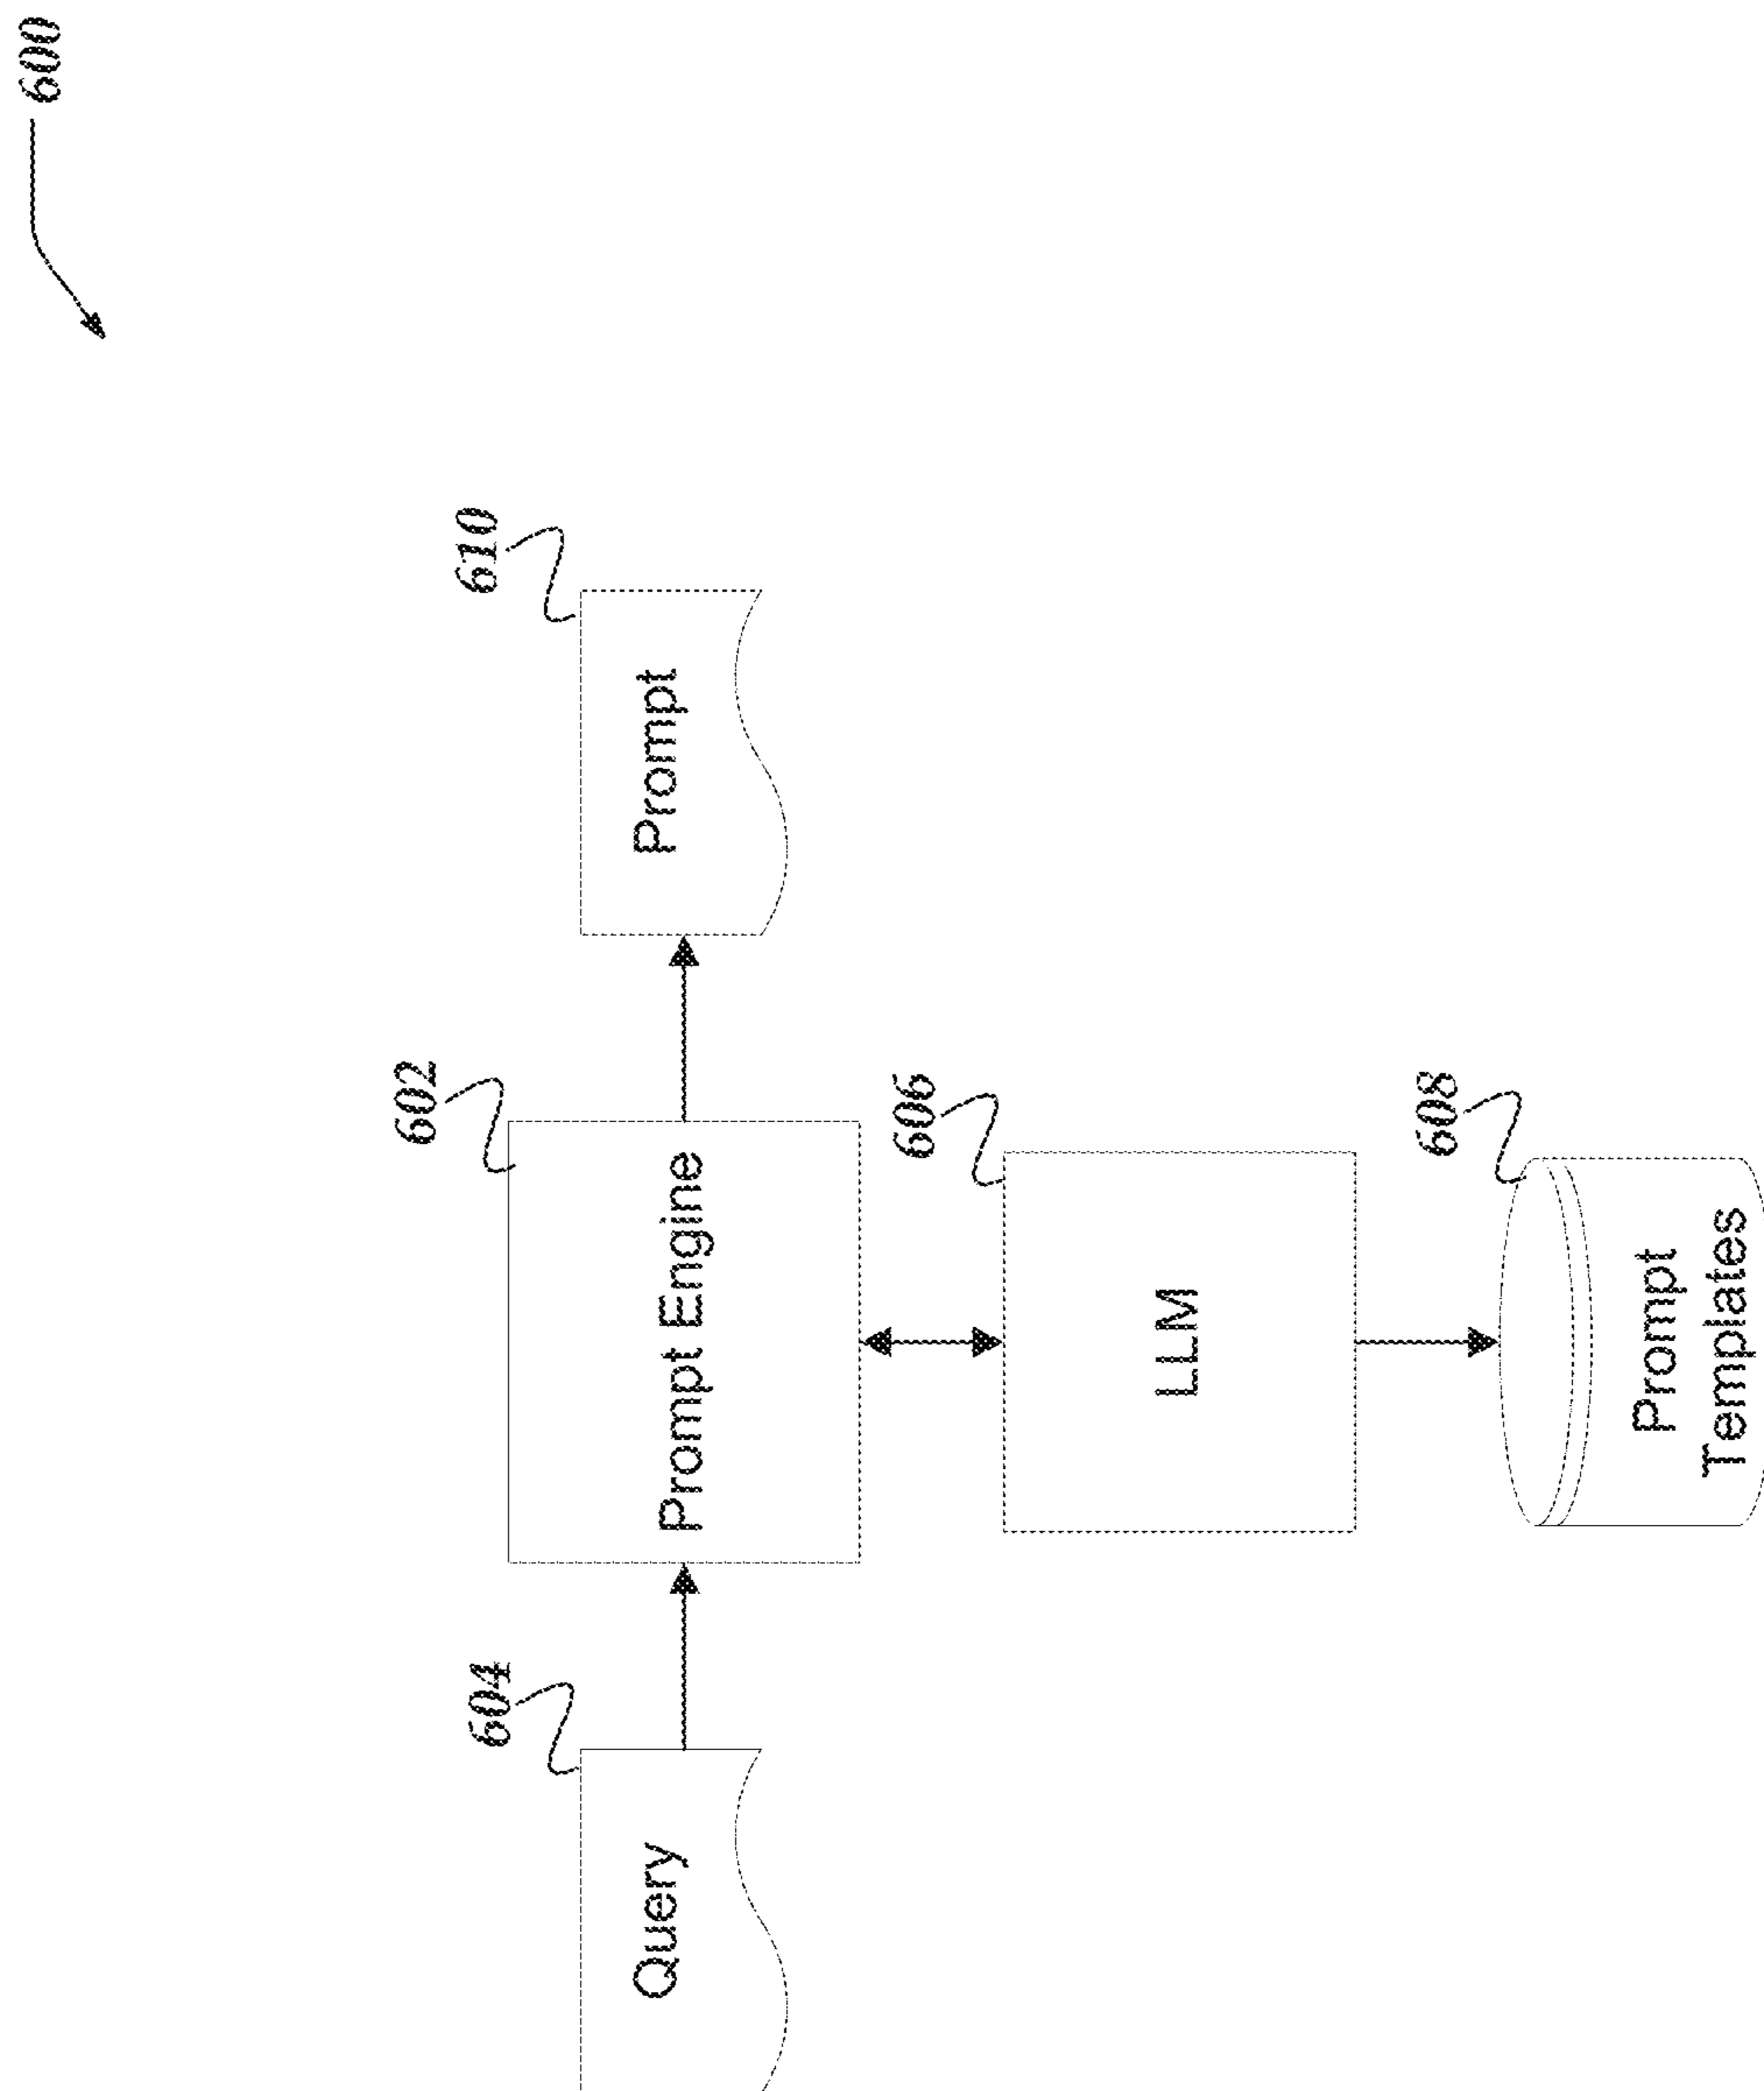 600
604
Query
602
Prompt Engine
610
Prompt
606
LLM
608
Prompt
Templates